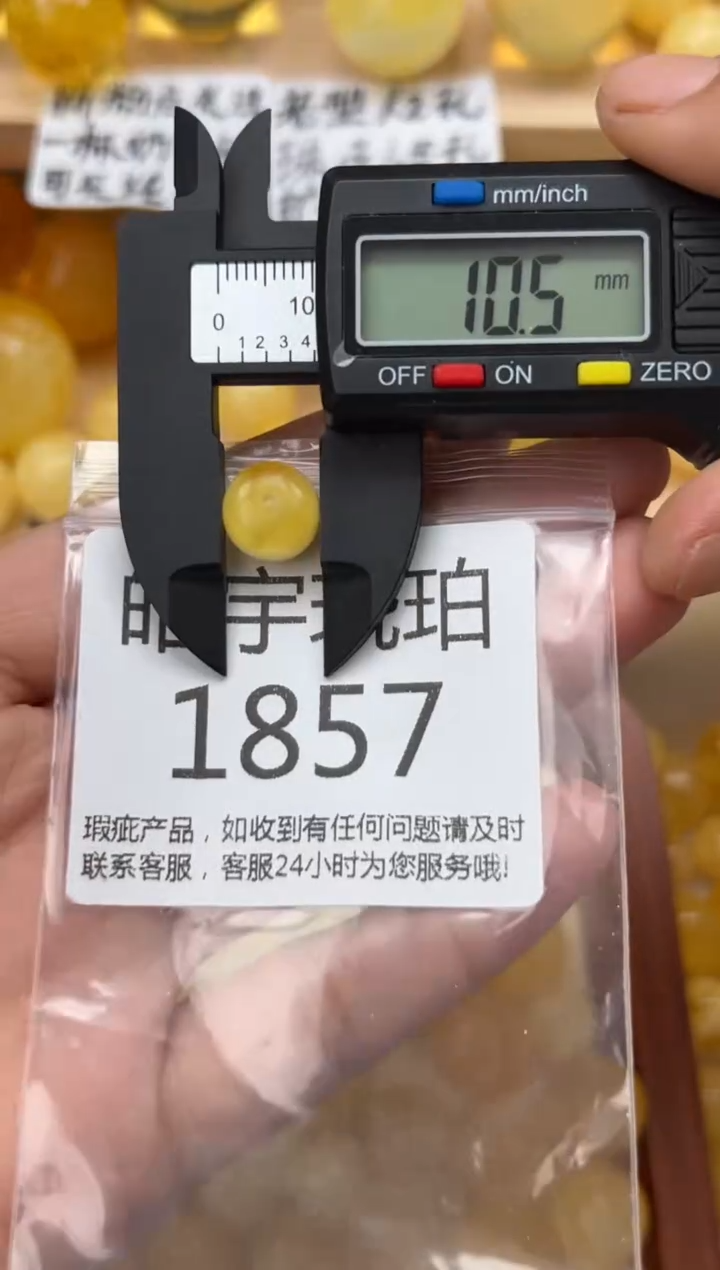 mm/inch
10.5 mm
0 10
1 2 3 4
OFF ON ZERO
宇 珀
1857
瑕疵产品，如收到有任何问题请及时
联系客服，客服24小时为您服务哦!